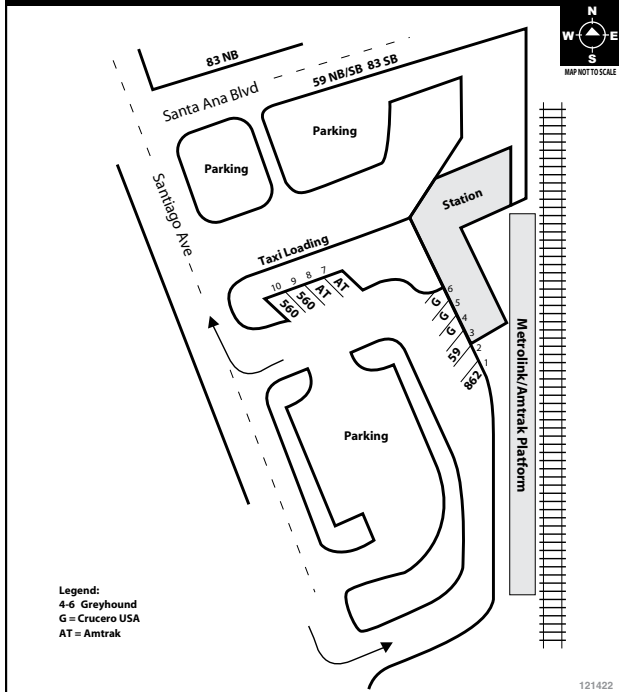 N
W E
S
MAP NOT TO SCALE
83 NB
59 NB/SB 83 SB
Santa Ana Blvd
Parking
Parking
Santiago Ave
Station
Taxi Loading
10 9 8 7
560 560 AT AT
6
G
5
G
4
G
3
59
2
1
862
Metrolink/Amtrak Platform
Parking
Legend:
4-6 Greyhound
G = Crucero USA
AT = Amtrak
121422